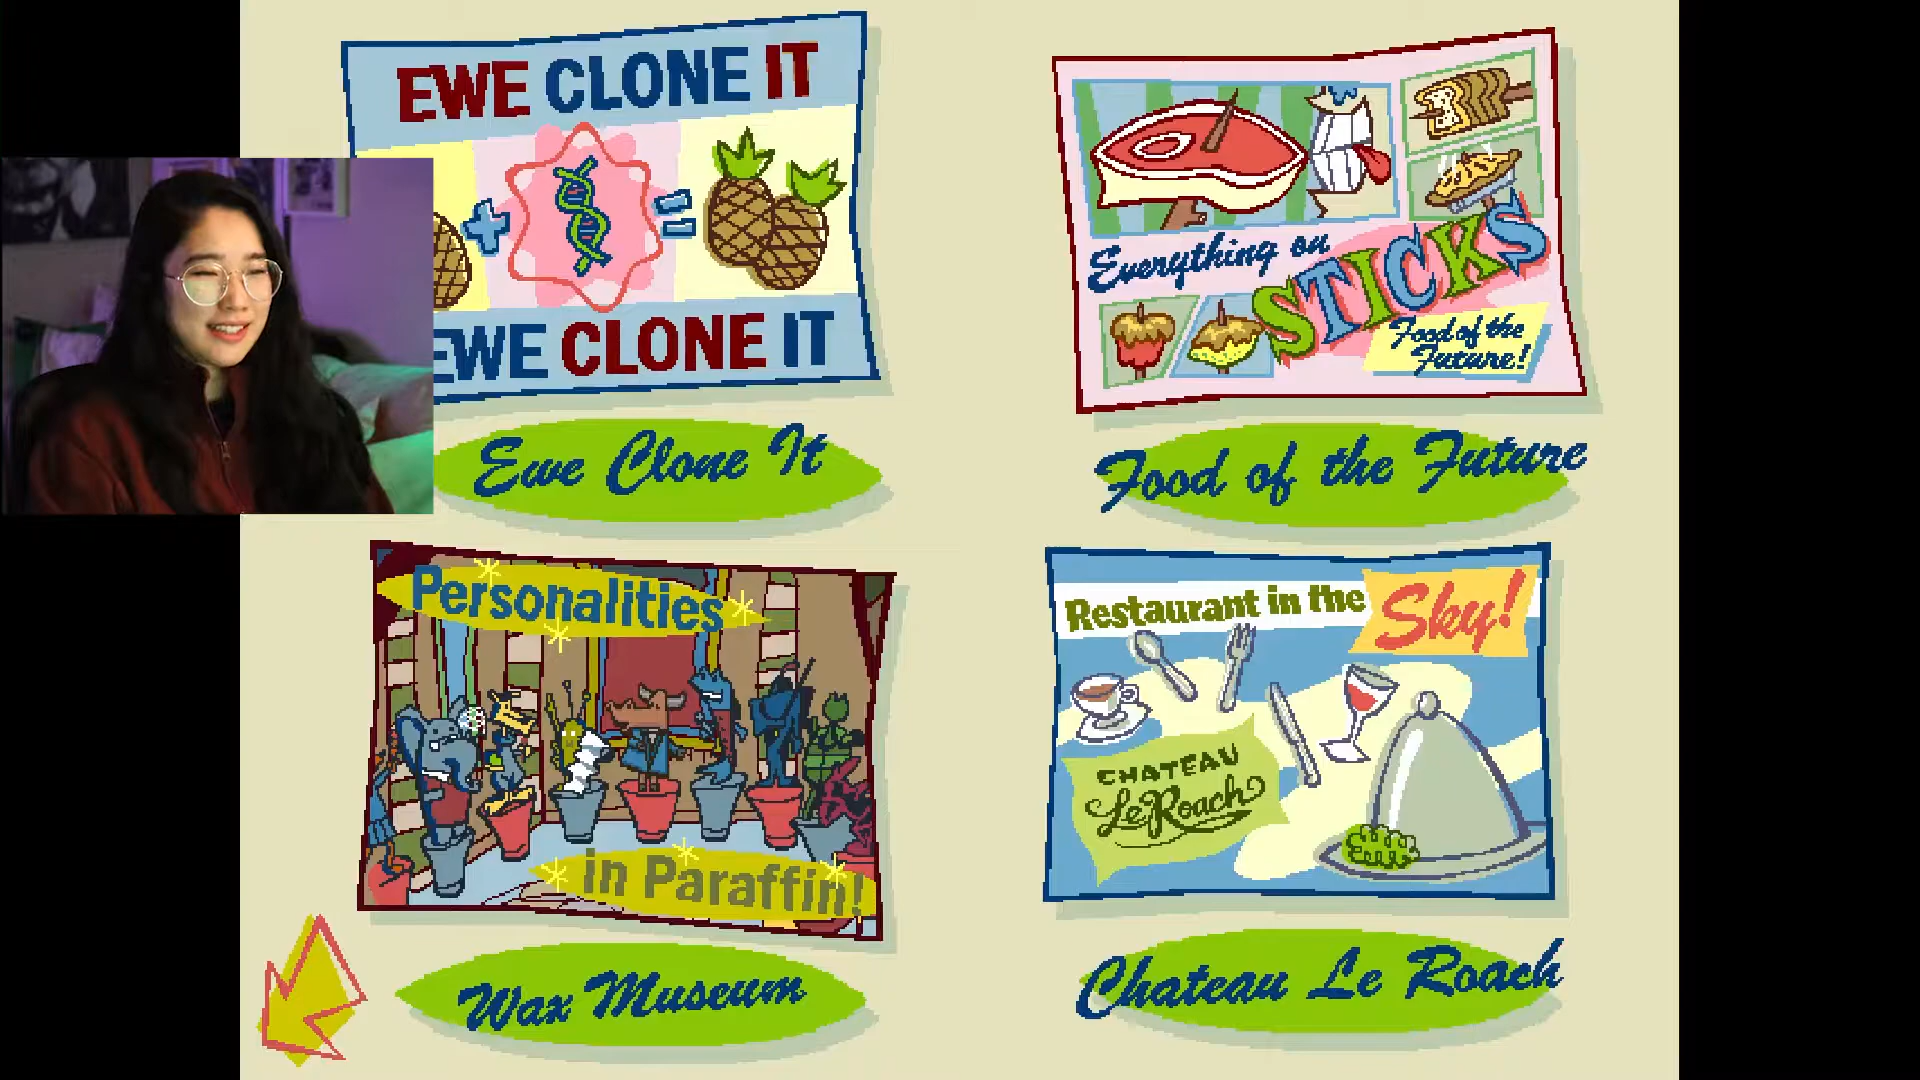 EWE CLONE IT
EWE CLONE IT
Ewe Clone It
Everything on
STICKS
Food of the
Future!
Food of the Future
Personalities
in Paraffin!
Wax Museum
Restaurant in the
Sky!
CHATEAU
LeRoach
Chateau Le Roach